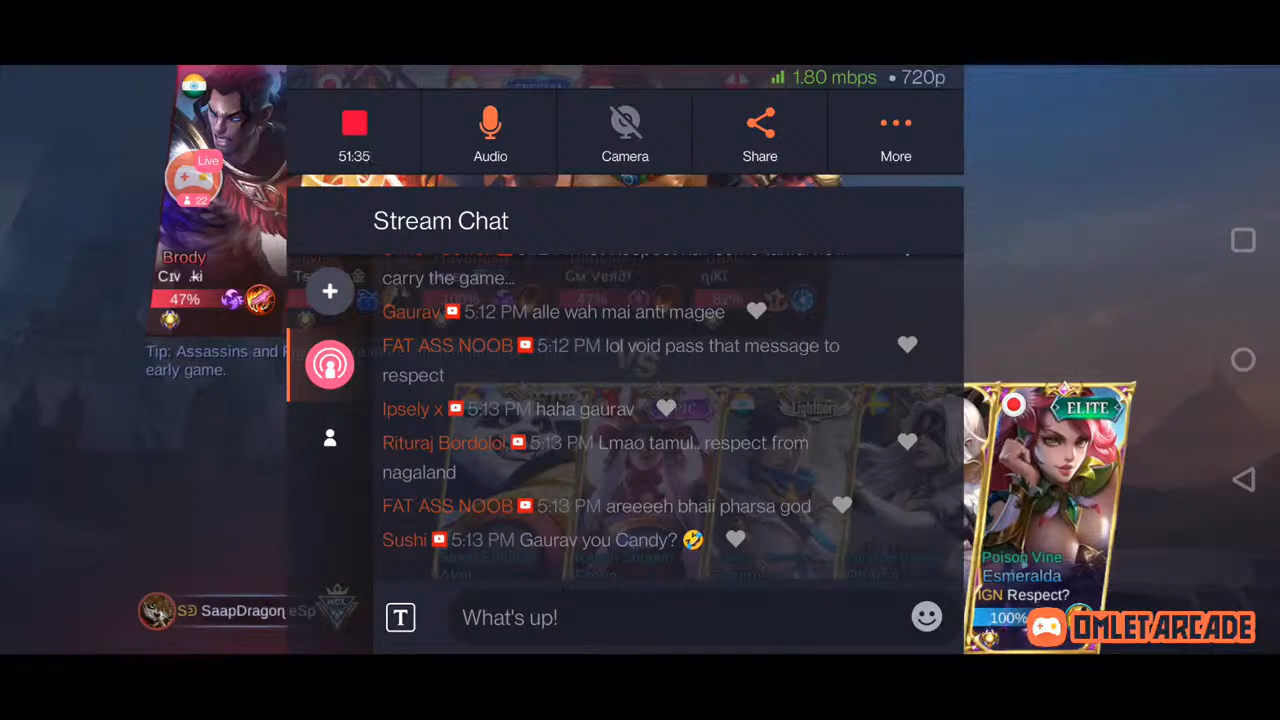 1.80 mbps • 720p
Live
22
51:35
Audio
Camera
Share
More
Stream Chat
Brody
47%
carry the game...
Gaurav 5:12 PM alle wah mai anti magee
FAT ASS NOOB 5:12 PM lol void pass that message to
respect
Ipsely x 5:13 PM haha gaurav
Rituraj Bordoloi 5:13 PM Lmao tamul.. respect from
nagaland
FAT ASS NOOB 5:13 PM areeeeh bhaii pharsa god
Sushi 5:13 PM Gaurav you Candy? 🤣
Tip: Assassins and
early game.
VS
Lightborn
ELITE
Poison Vine
Esmeralda
IGN Respect?
100%
SaapDragon eSp
T What's up!
OMLET ARCADE